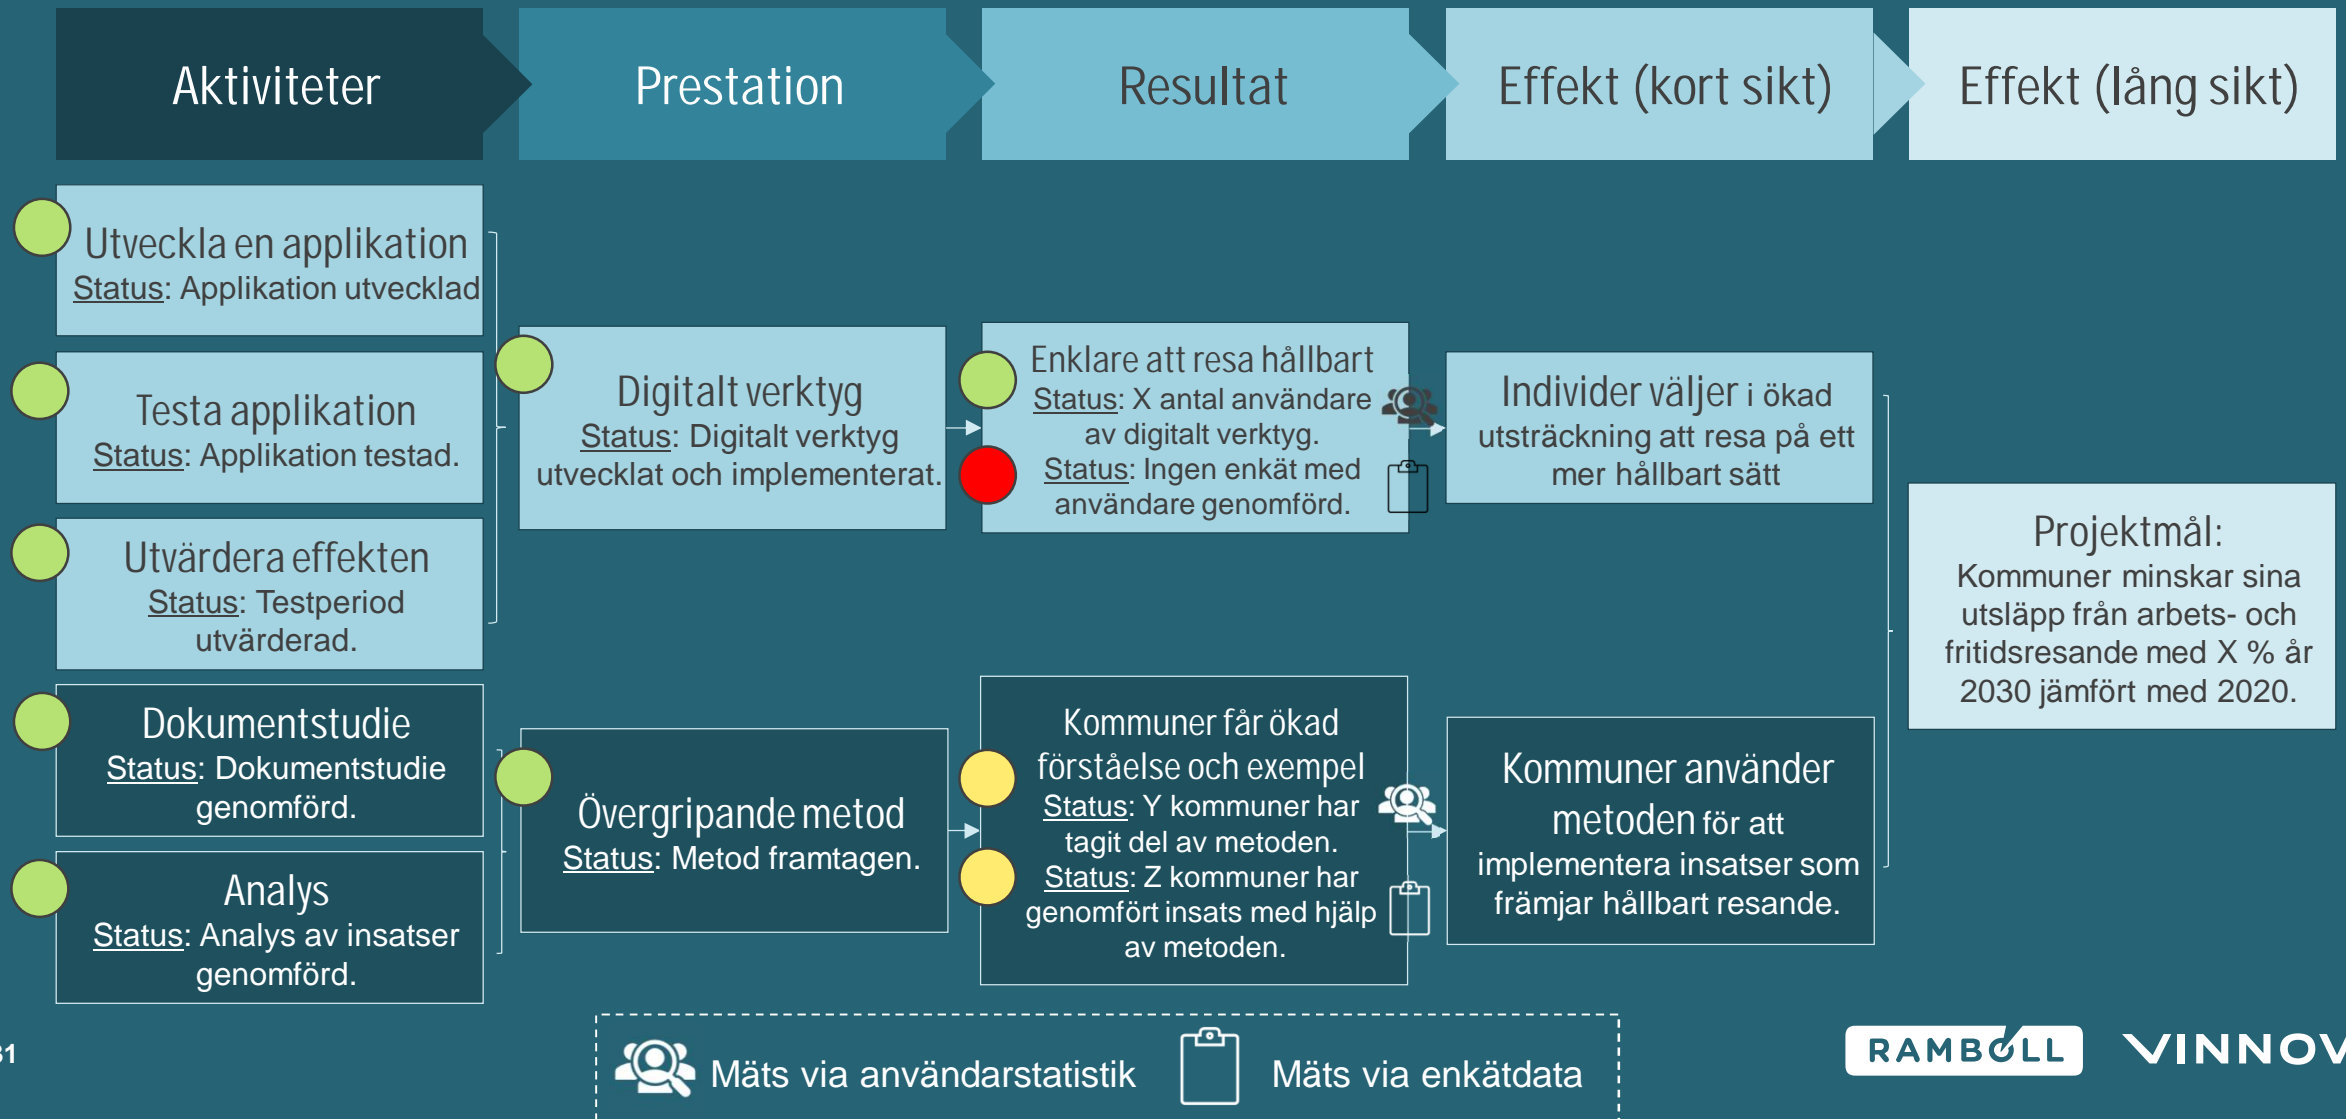 Aktiviteter
Prestation
Resultat
Effekt (kort sikt)
Effekt (lång sikt)
Utveckla en applikation
Status: Applikation utvecklad
Testa applikation
Status: Applikation testad.
Utvärdera effekten
Status: Testperiod
utvärderad.
Dokumentstudie
Status: Dokumentstudie
genomförd.
Analys
Status: Analys av insatser
genomförd.
Digitalt verktyg
Status: Digitalt verktyg
utvecklat och implementerat.
Övergripande metod
Status: Metod framtagen.
Enklare att resa hållbart
Status: X antal användare
av digitalt verktyg.
Status: Ingen enkät med
användare genomförd.
Kommuner får ökad
förståelse och exempel
Status: Y kommuner har
tagit del av metoden.
Status: Z kommuner har
genomfört insats med hjälp
av metoden.
Individer väljer i ökad
utsträckning att resa på ett
mer hållbart sätt
Kommuner använder
metoden för att
implementera insatser som
främjar hållbart resande.
Projektmål:
Kommuner minskar sina
utsläpp från arbets- och
fritidsresande med X % år
2030 jämfört med 2020.
Mäts via användarstatistik
Mäts via enkätdata
RAMBOLL
VINNOV